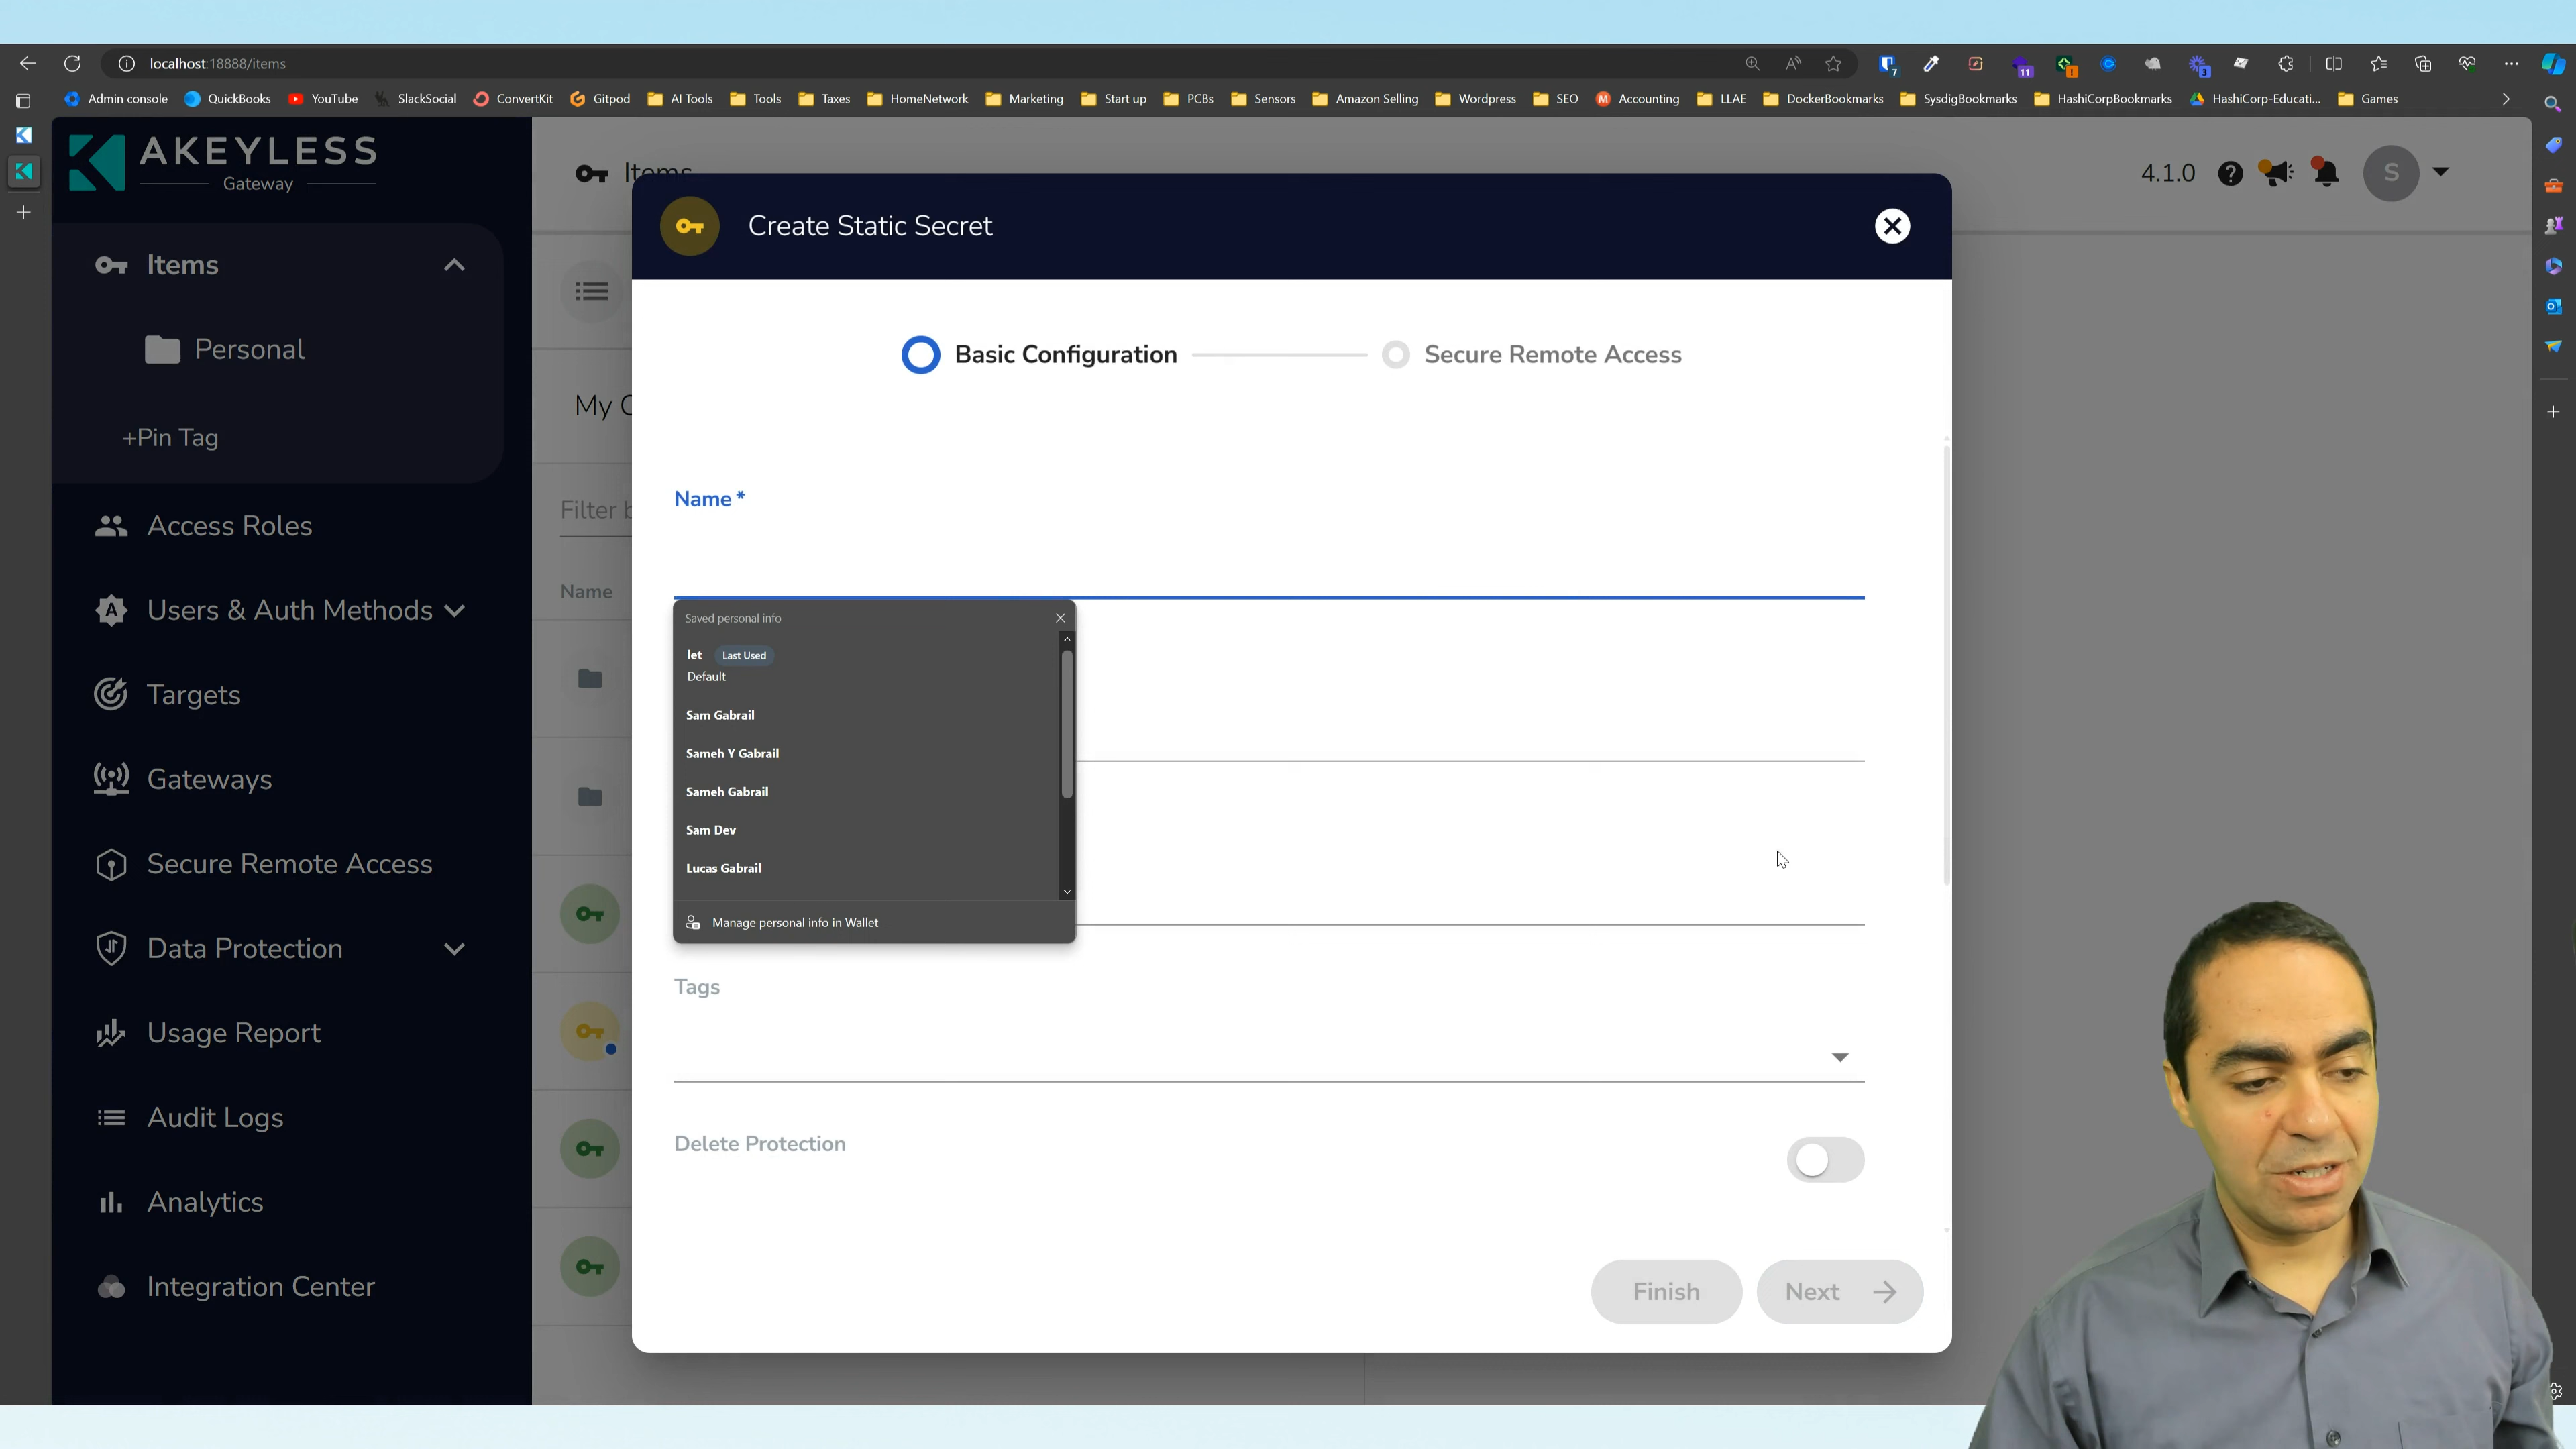 localhost:18888/items
7
11
!
3
Admin console
QuickBooks
YouTube
SlackSocial
ConvertKit
Gitpod
AI Tools
Tools
Taxes
HomeNetwork
Marketing
Start up
PCBs
Sensors
Amazon Selling
Wordpress
SEO
Accounting
LLAE
DockerBookmarks
SysdigBookmarks
HashiCorpBookmarks
HashiCorp-Educati...
Games
AKEYLESS
Gateway
Items
4.1.0
S
Create Static Secret
Items
Personal
+Pin Tag
Access Roles
Users & Auth Methods
Targets
Gateways
Secure Remote Access
Data Protection
Usage Report
Audit Logs
Analytics
Integration Center
My
Filter
Name
Basic Configuration
Secure Remote Access
Name *
Saved personal info
let Last Used
Default
Sam Gabrail
Sameh Y Gabrail
Sameh Gabrail
Sam Dev
Lucas Gabrail
Manage personal info in Wallet
Tags
Delete Protection
Finish
Next